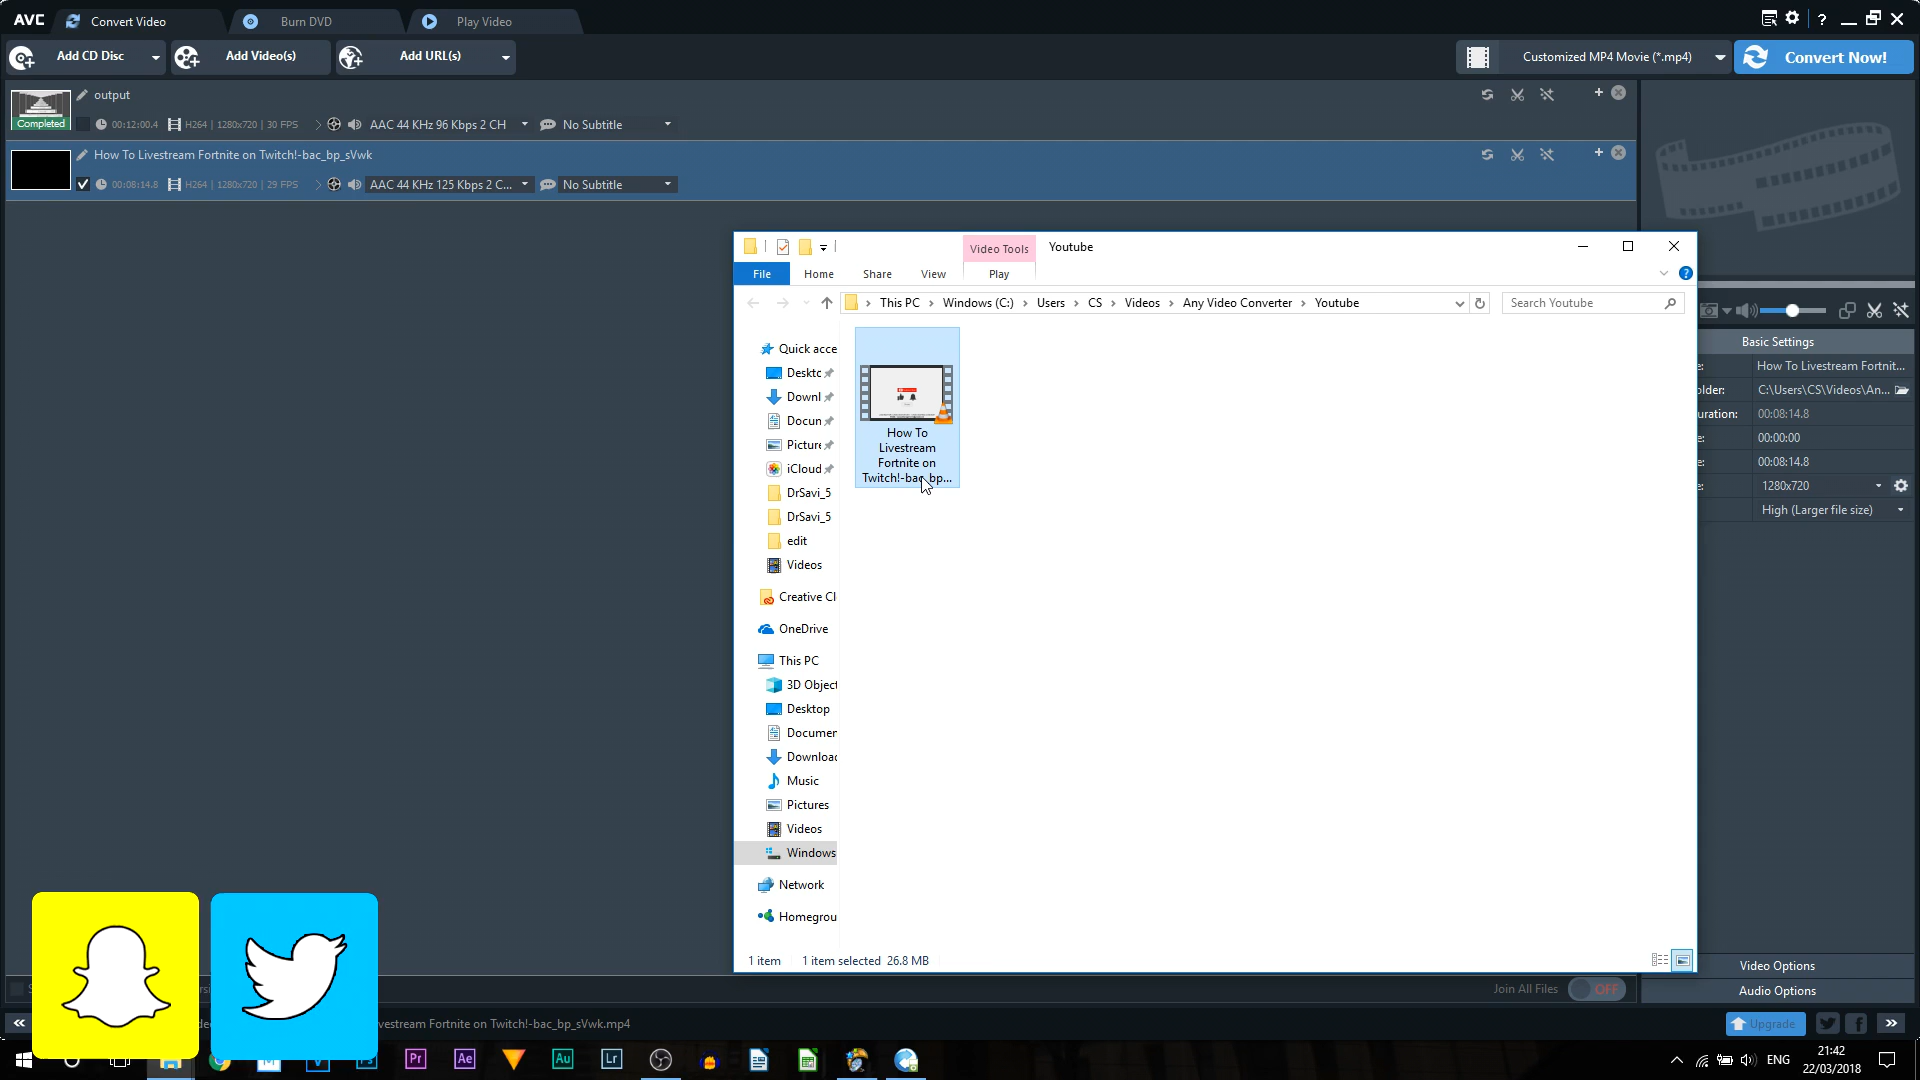 AVC Convert Video Burn DVD Play Video ?
Add CD Disc Add Video(s) Add URL(s) Customized MP4 Movie (*.mp4) Convert Now!
output
Completed 00:12:00.4 H264 | 1280x720 | 30 FPS AAC 44 KHz 96 Kbps 2 CH No Subtitle
How To Livestream Fortnite on Twitch!-bac_bp_sVwk
00:08:14.8 H264 | 1280x720 | 29 FPS AAC 44 KHz 125 Kbps 2 C... No Subtitle
Video Tools Youtube
File Home Share View Play
This PC Windows (C:) Users CS Videos Any Video Converter Youtube Search Youtube
Quick acce
Deskto
Downl
Docun
Picture
iCloud
DrSavi_5
DrSavi_5
edit
Videos
Creative Cl
OneDrive
This PC
3D Object
Desktop
Documer
Downloac
Music
Pictures
Videos
Windows
Network
Homegrou
How To
Livestream
Fortnite on
Twitch!-bac_bp...
1 item 1 item selected 26.8 MB
Basic Settings
e: How To Livestream Fortnit...
older: C:\Users\CS\Videos\An...
uration: 00:08:14.8
e: 00:00:00
e: 00:08:14.8
e: 1280x720
High (Larger file size)
Video Options
Audio Options
Join All Files OFF
vestream Fortnite on Twitch!-bac_bp_sVwk.mp4
Upgrade
Pr Ae Au Lr
ENG
21:42
22/03/2018